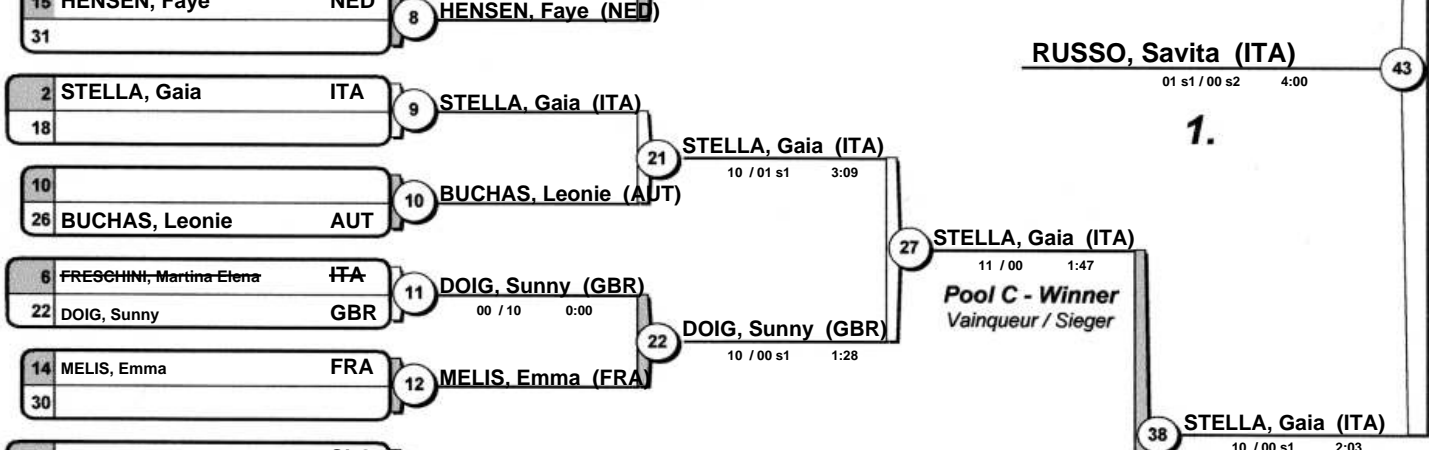 15 HENSEN, Faye NED
31
8 HENSEN, Faye (NED)
2 STELLA, Gaia ITA
18
9 STELLA, Gaia (ITA)
10
26 BUCHAS, Leonie AUT
10 BUCHAS, Leonie (AUT)
21 STELLA, Gaia (ITA)
10 / 01 s1 3:09
6 FRESCHINI, Martina Elena ITA
22 DOIG, Sunny GBR
11 DOIG, Sunny (GBR)
00 / 10 0:00
14 MELIS, Emma FRA
30
12 MELIS, Emma (FRA)
22 DOIG, Sunny (GBR)
10 / 00 s1 1:28
27 STELLA, Gaia (ITA)
11 / 00 1:47
Pool C - Winner
Vainqueur / Sieger
38 STELLA, Gaia (ITA)
10 / 00 s1 2:03
RUSSO, Savita (ITA) 43
01 s1 / 00 s2 4:00
1.